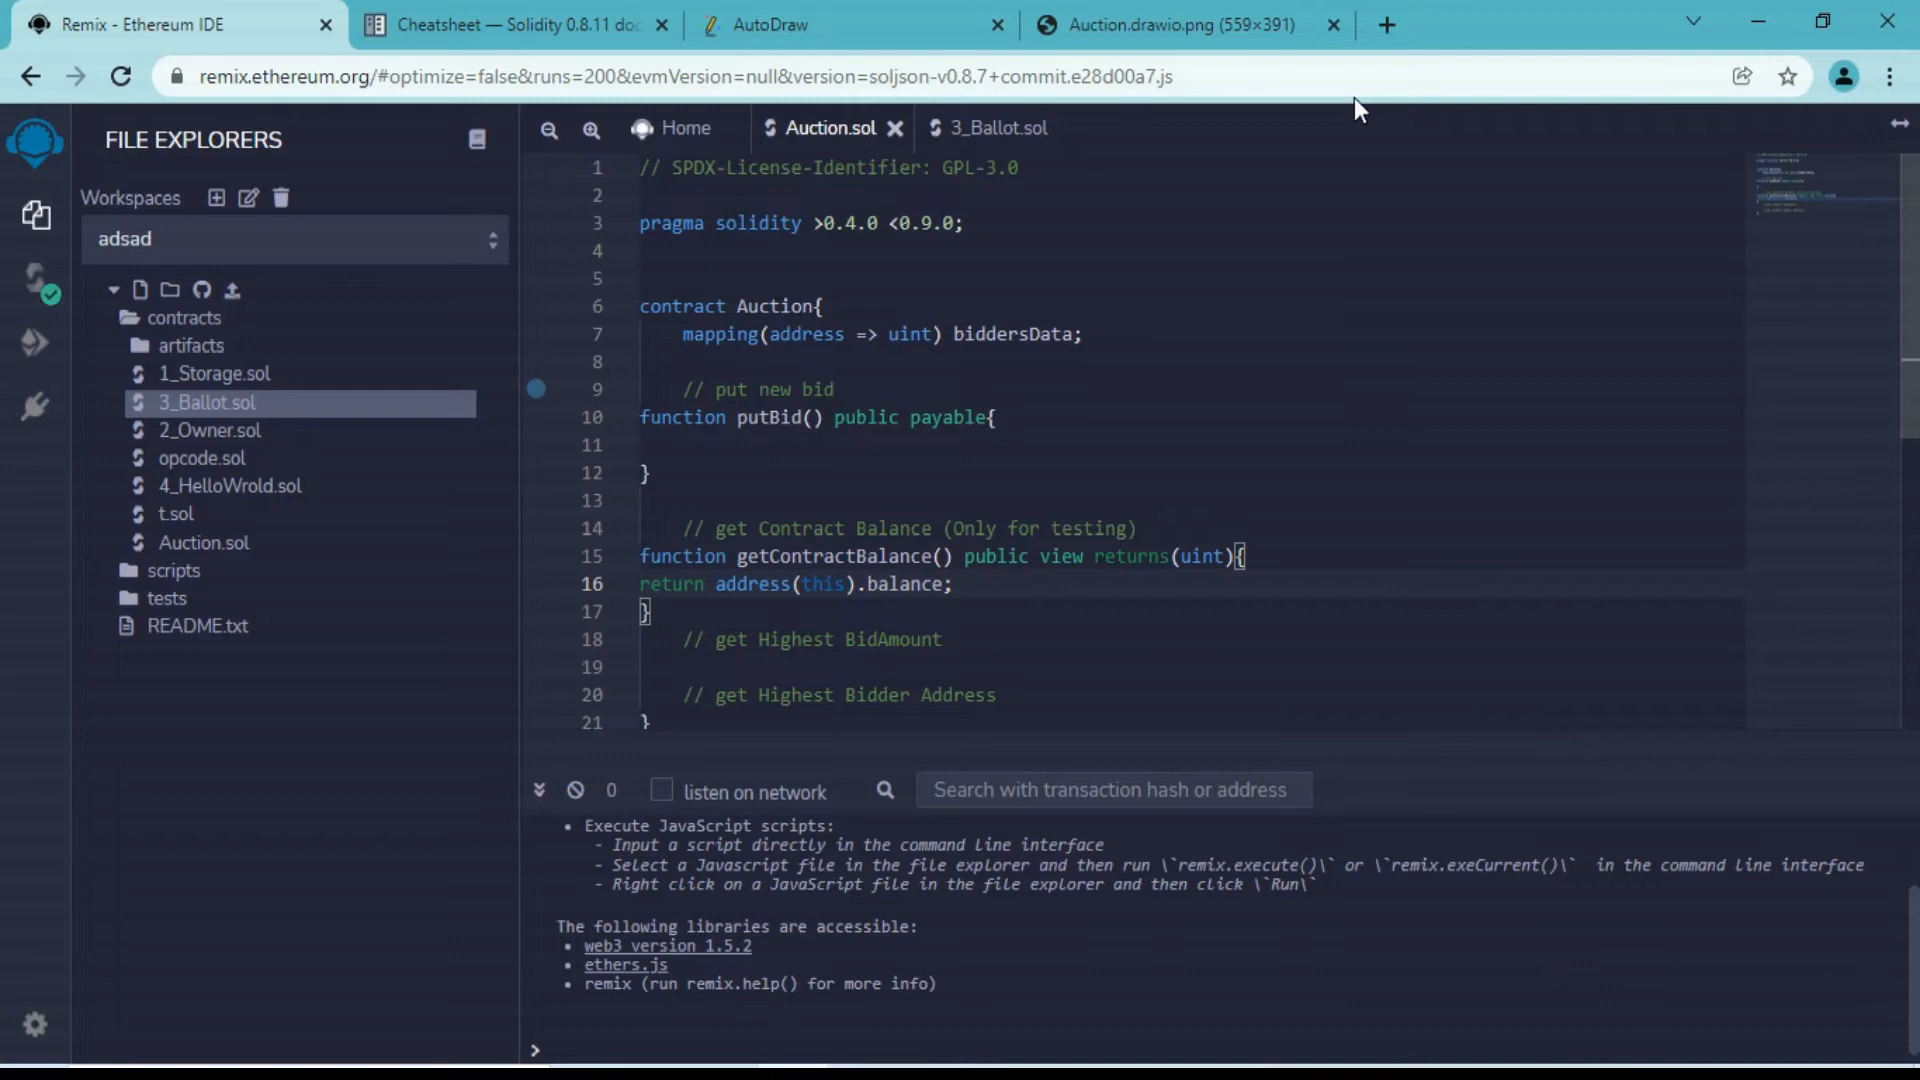 Remix - Ethereum IDE
Cheatsheet — Solidity 0.8.11 doc
AutoDraw
Auction.drawio.png (559×391)
remix.ethereum.org/#optimize=false&runs=200&evmVersion=null&version=soljson-v0.8.7+commit.e28d00a7.js
FILE EXPLORERS
Home
Auction.sol
3_Ballot.sol
Workspaces
adsad
contracts
artifacts
1_Storage.sol
3_Ballot.sol
2_Owner.sol
opcode.sol
4_HelloWrold.sol
t.sol
Auction.sol
scripts
tests
README.txt
1 // SPDX-License-Identifier: GPL-3.0
2
3 pragma solidity >0.4.0 <0.9.0;
4
5
6 contract Auction{
7 mapping(address => uint) biddersData;
8
9 // put new bid
10 function putBid() public payable{
11
12 }
13
14 // get Contract Balance (Only for testing)
15 function getContractBalance() public view returns(uint){
16 return address(this).balance;
17 }
18 // get Highest BidAmount
19
20 // get Highest Bidder Address
21 }
0
listen on network
Search with transaction hash or address
• Execute JavaScript scripts:
- Input a script directly in the command line interface
- Select a Javascript file in the file explorer and then run \`remix.execute()\` or \`remix.exeCurrent()\` in the command line interface
- Right click on a JavaScript file in the file explorer and then click \`Run\`
The following libraries are accessible:
• web3 version 1.5.2
• ethers.js
• remix (run remix.help() for more info)
>